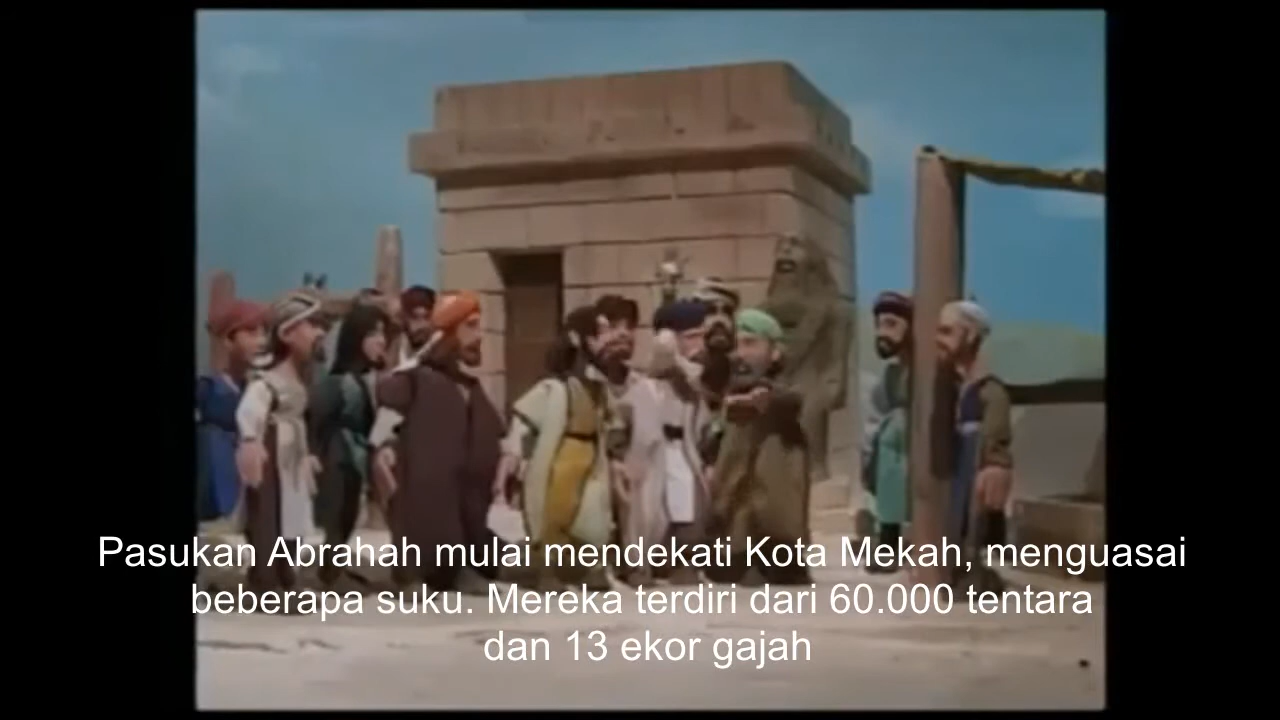 Pasukan Abrahah mulai mendekati Kota Mekah, menguasai
beberapa suku. Mereka terdiri dari 60.000 tentara
dan 13 ekor gajah